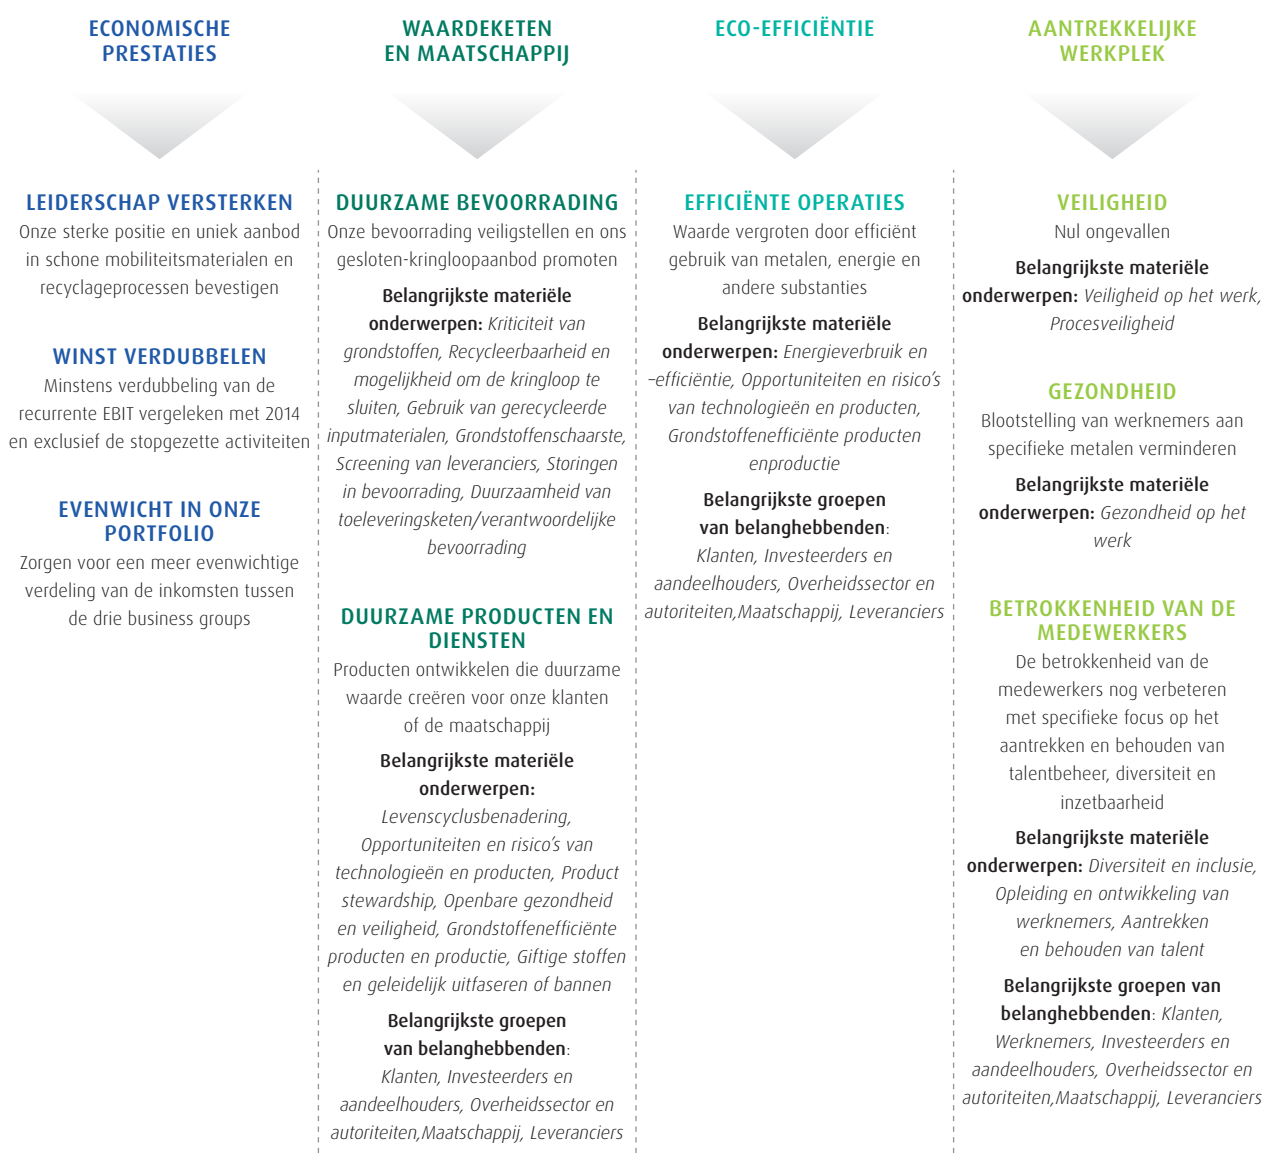 ECONOMISCHE
PRESTATIES
LEIDERSCHAP VERSTERKEN
Onze sterke positie en uniek aanbod
in schone mobiliteitsmaterialen en
recyclageprocessen bevestigen
WINST VERDUBBELEN
Minstens verdubbeling van de
recurrente EBIT vergeleken met 2014
en exclusief de stopgezette activiteiten
EVENWICHT IN ONZE
PORTFOLIO
Zorgen voor een meer evenwichtige
verdeling van de inkomsten tussen
de drie business groups
WAARDEKETEN
EN MAATSCHAPPIJ
DUURZAME BEVOORRADING
Onze bevoorrading veiligstellen en ons
gesloten-kringloopaanbod promoten
Belangrijkste materiële
onderwerpen: Kriticiteit van
grondstoffen, Recycleerbaarheid en
mogelijkheid om de kringloop te
sluiten, Gebruik van gerecycleerde
inputmaterialen, Grondstoffenschaarste,
Screening van leveranciers, Storingen
in bevoorrading, Duurzaamheid van
toeleveringsketen/verantwoordelijke
bevoorrading
DUURZAME PRODUCTEN EN
DIENSTEN
Producten ontwikkelen die duurzame
waarde creëren voor onze klanten
of de maatschappij
Belangrijkste materiële
onderwerpen:
Levenscyclusbenadering,
Opportuniteiten en risico’s van
technologieën en producten, Product
stewardship, Openbare gezondheid
en veiligheid, Grondstoffenefficiënte
producten en productie, Giftige stoffen
en geleidelijk uitfaseren of bannen
Belangrijkste groepen
van belanghebbenden:
Klanten, Investeerders en
aandeelhouders, Overheidssector en
autoriteiten,Maatschappij, Leveranciers
ECO-EFFICIËNTIE
EFFICIËNTE OPERATIES
Waarde vergroten door efficiënt
gebruik van metalen, energie en
andere substanties
Belangrijkste materiële
onderwerpen: Energieverbruik en
–efficiëntie, Opportuniteiten en risico’s
van technologieën en producten,
Grondstoffenefficiënte producten
enproductie
Belangrijkste groepen
van belanghebbenden:
Klanten, Investeerders en
aandeelhouders, Overheidssector en
autoriteiten,Maatschappij, Leveranciers
AANTREKKELIJKE
WERKPLEK
VEILIGHEID
Nul ongevallen
Belangrijkste materiële
onderwerpen: Veiligheid op het werk,
Procesveiligheid
GEZONDHEID
Blootstelling van werknemers aan
specifieke metalen verminderen
Belangrijkste materiële
onderwerpen: Gezondheid op het
werk
BETROKKENHEID VAN DE
MEDEWERKERS
De betrokkenheid van de
medewerkers nog verbeteren
met specifieke focus op het
aantrekken en behouden van
talentbeheer, diversiteit en
inzetbaarheid
Belangrijkste materiële
onderwerpen: Diversiteit en inclusie,
Opleiding en ontwikkeling van
werknemers, Aantrekken
en behouden van talent
Belangrijkste groepen van
belanghebbenden: Klanten,
Werknemers, Investeerders en
aandeelhouders, Overheidssector en
autoriteiten,Maatschappij, Leveranciers